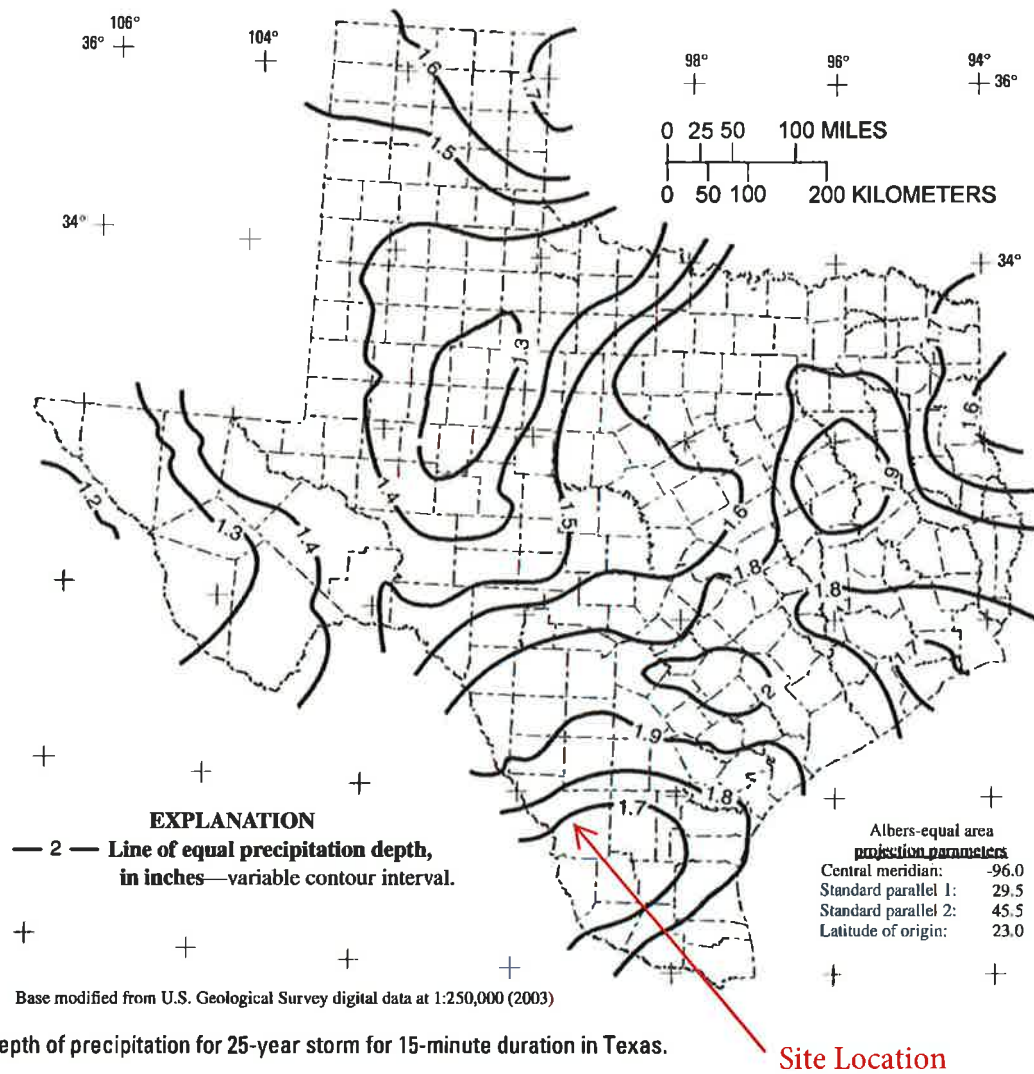 106°
36°
104°
98°
96°
94°
36°
0 25 50 100 MILES
0 50 100 200 KILOMETERS
34°
34°
1.6
1.7
1.5
1.3
1.6
1.4
1.5
1.9
1.2
1.3
1.4
1.6
1.8
1.8
2
1.9
1.8
1.7
EXPLANATION
— 2 — Line of equal precipitation depth,
in inches—variable contour interval.
Albers-equal area
projection parameters
Central meridian: -96.0
Standard parallel 1: 29.5
Standard parallel 2: 45.5
Latitude of origin: 23.0
Base modified from U.S. Geological Survey digital data at 1:250,000 (2003)
epth of precipitation for 25-year storm for 15-minute duration in Texas.
Site Location